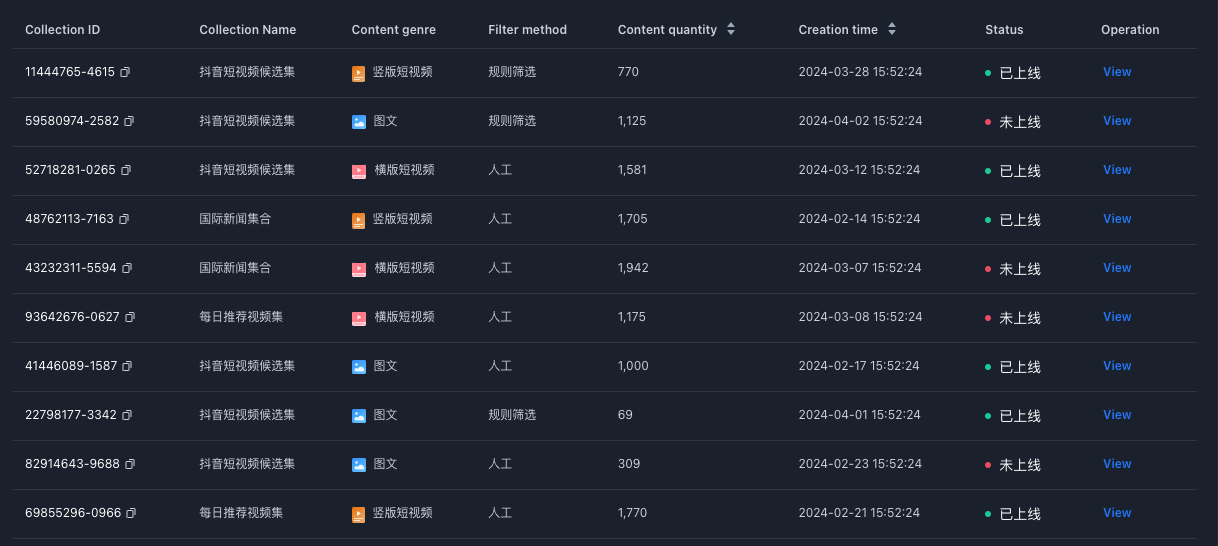 Collection ID Collection Name Content genre Filter method Content quantity Creation time Status Operation
11444765-4615 抖音短视频候选集 竖版短视频 规则筛选 770 2024-03-28 15:52:24 已上线 View
59580974-2582 抖音短视频候选集 图文 规则筛选 1,125 2024-04-02 15:52:24 未上线 View
52718281-0265 抖音短视频候选集 横版短视频 人工 1,581 2024-03-12 15:52:24 已上线 View
48762113-7163 国际新闻集合 竖版短视频 人工 1,705 2024-02-14 15:52:24 已上线 View
43232311-5594 国际新闻集合 横版短视频 人工 1,942 2024-03-07 15:52:24 未上线 View
93642676-0627 每日推荐视频集 横版短视频 人工 1,175 2024-03-08 15:52:24 未上线 View
41446089-1587 抖音短视频候选集 图文 人工 1,000 2024-02-17 15:52:24 已上线 View
22798177-3342 抖音短视频候选集 图文 规则筛选 69 2024-04-01 15:52:24 已上线 View
82914643-9688 抖音短视频候选集 图文 人工 309 2024-02-23 15:52:24 未上线 View
69855296-0966 每日推荐视频集 竖版短视频 人工 1,770 2024-02-21 15:52:24 已上线 View